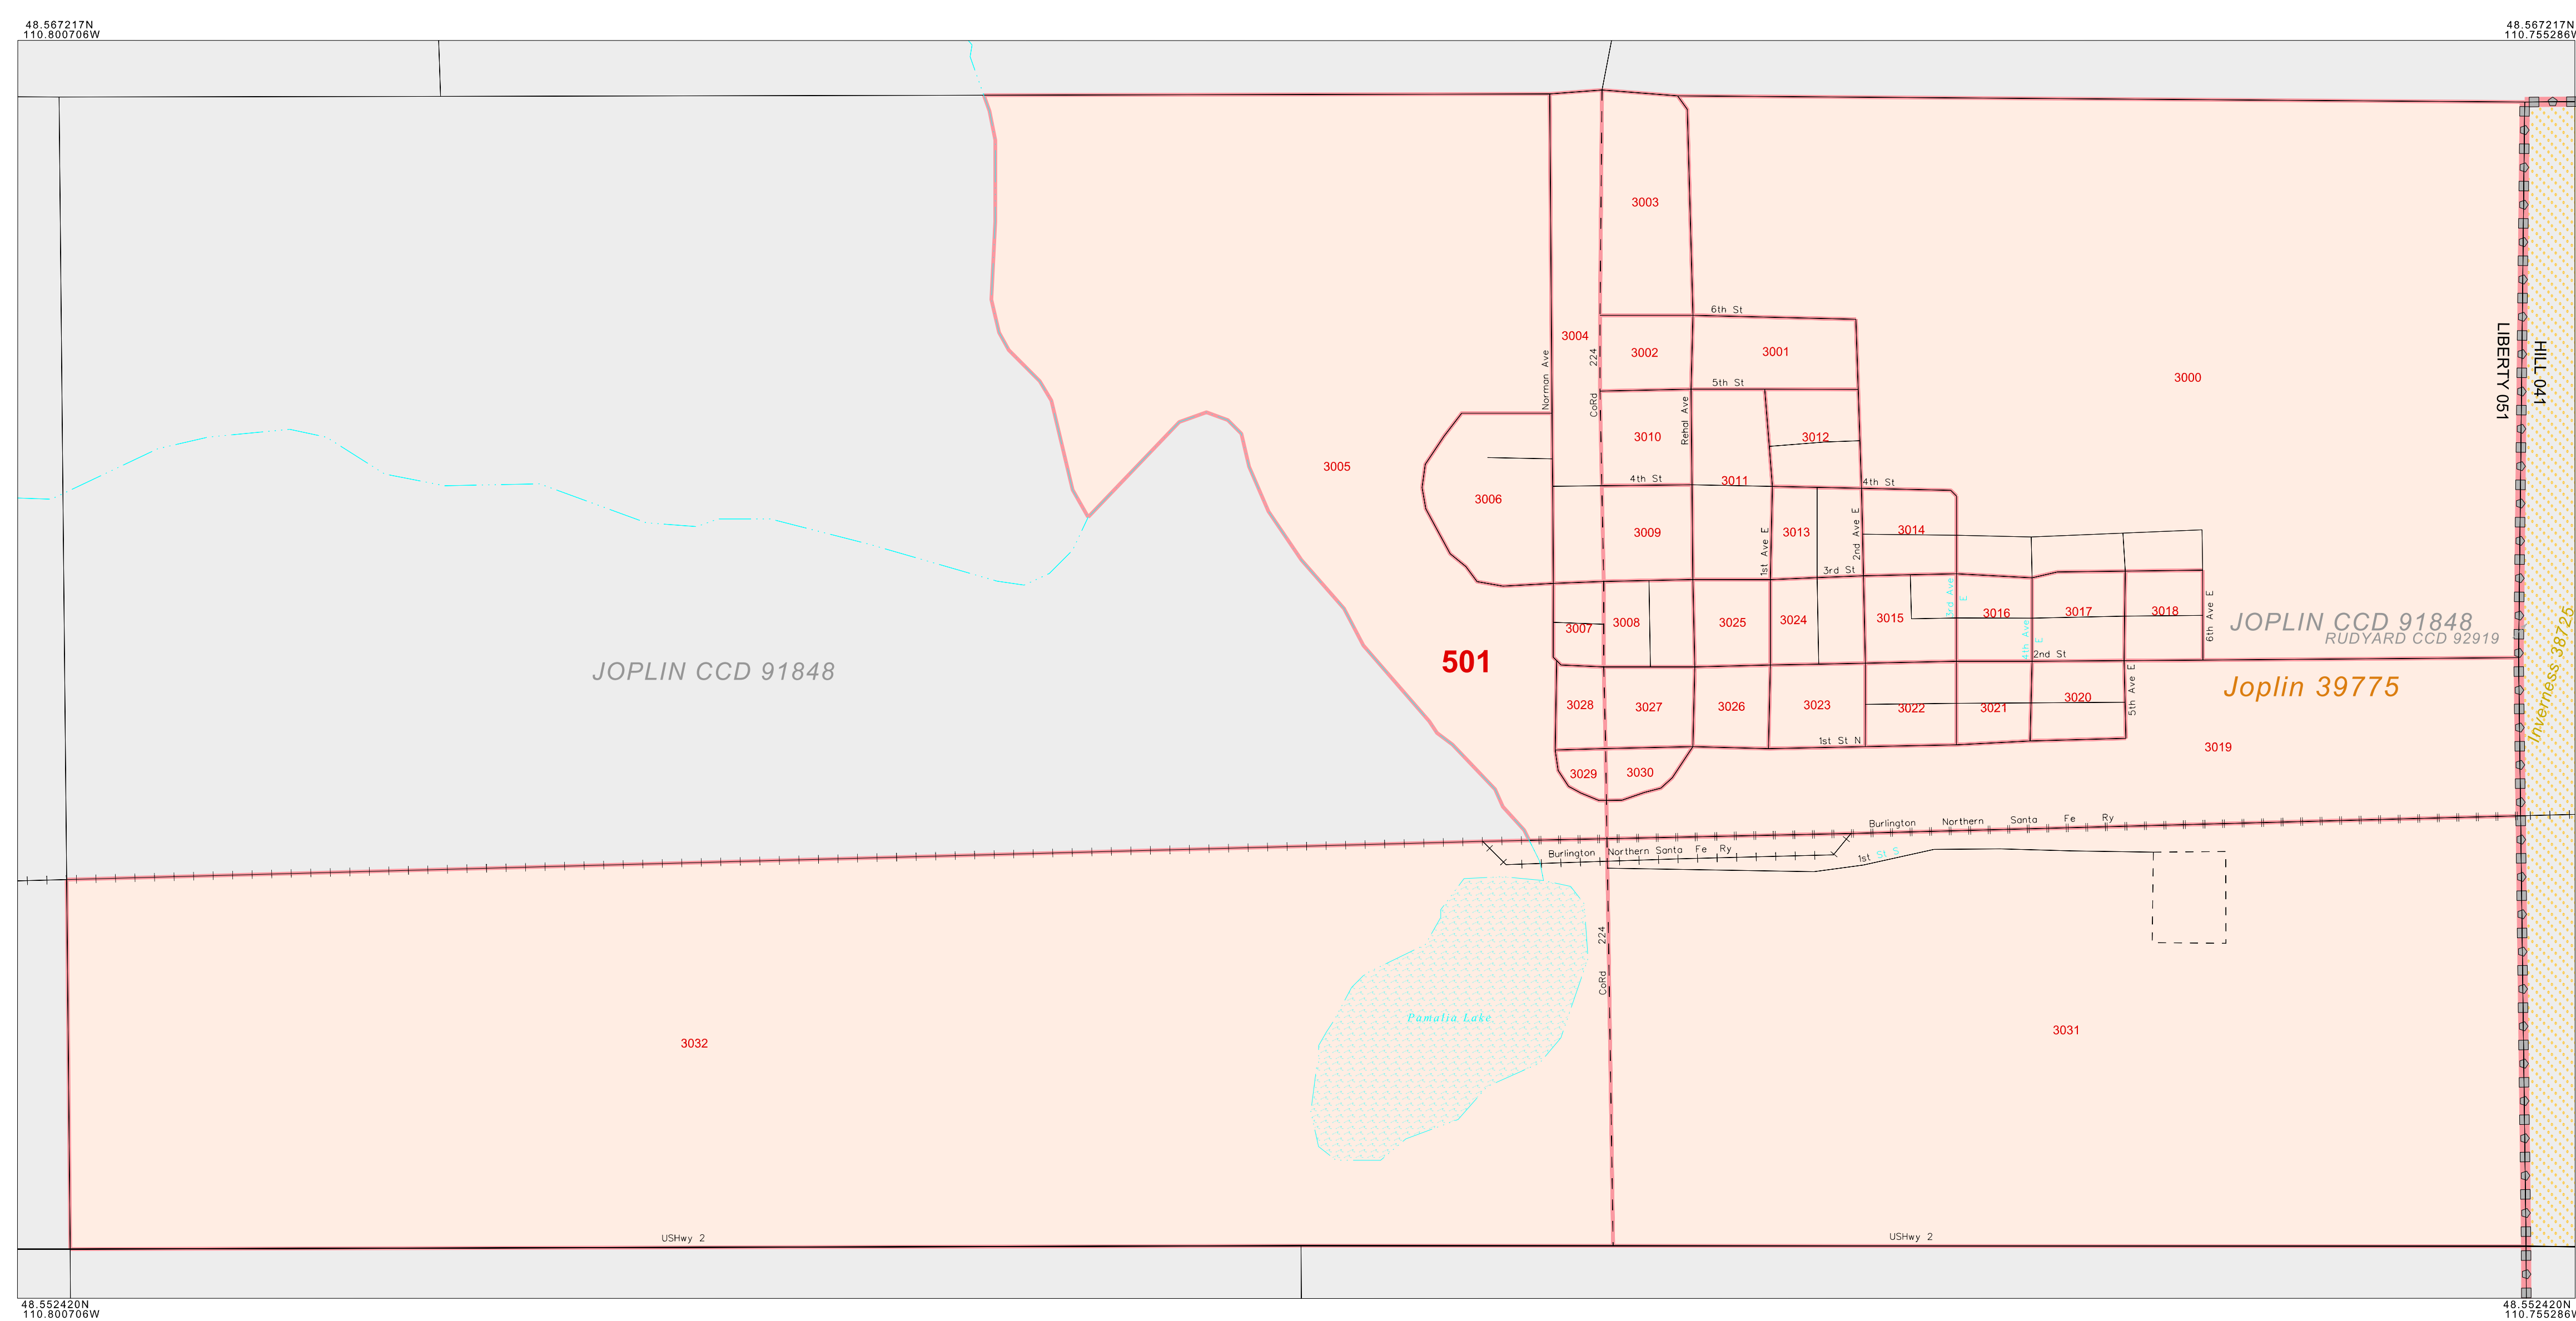 48.567217N
110.800706W
48.567217N
110.755286W
3003
6th St
3004
3002
3001
224
CoRd
Norman Ave
5th St
Rehal Ave
3000
LIBERTY 051
HILL 041
3010
3012
3005
3006
4th St
3011
4th St
3009
3013
3014
1st Ave E
2nd Ave E
3rd St
3rd Ave E
4th Ave E
3007
3008
3025
3024
3015
3016
3017
3018
6th Ave E
JOPLIN CCD 91848
RUDYARD CCD 92919
2nd St
501
JOPLIN CCD 91848
Joplin 39775
Inverness 38725
5th Ave E
3028
3027
3026
3023
3022
3021
3020
1st St N
3019
3029
3030
Burlington Northern Santa Fe Ry
Burlington Northern Santa Fe Ry
1st St S
224
CoRd
Pamalia Lake
3032
3031
USHwy 2
USHwy 2
48.552420N
110.800706W
48.552420N
110.755286W